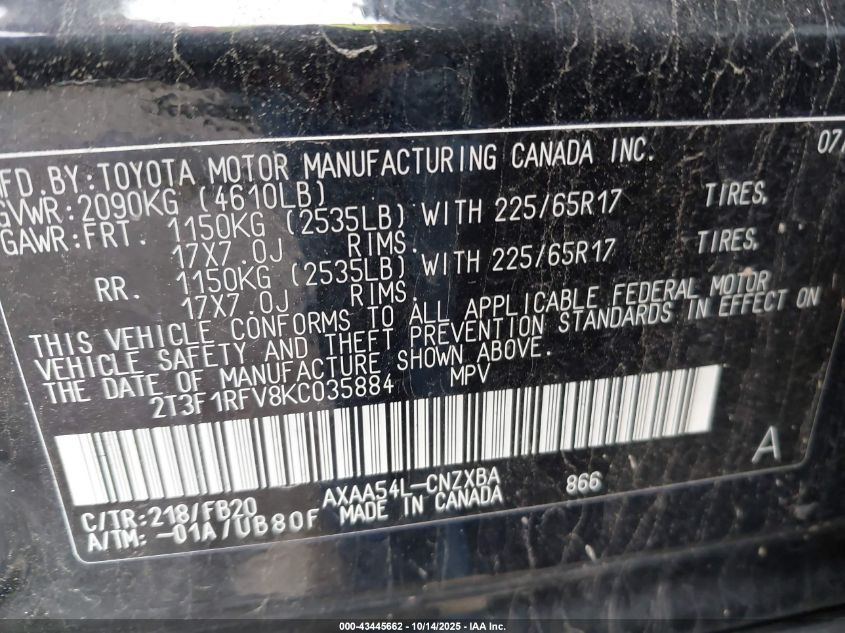 MFD.BY:TOYOTA MOTOR MANUFACTURING CANADA INC. 07/
GVWR:2090KG (4610LB)
GAWR:FRT. 1150KG (2535LB) WITH 225/65R17 TIRES,
17X7.0J RIMS.
RR. 1150KG (2535LB) WITH 225/65R17 TIRES,
17X7.0J RIMS.
THIS VEHICLE CONFORMS TO ALL APPLICABLE FEDERAL MOTOR
VEHICLE SAFETY AND THEFT PREVENTION STANDARDS IN EFFECT ON
THE DATE OF MANUFACTURE SHOWN ABOVE.
2T3F1RFV8KC035884 MPV
A
C/TR:218/FB20 AXAA54L-CNZXBA 866
A/TM:-01A/UB80F MADE IN CANADA
000-43445662 - 10/14/2025 - IAA Inc.